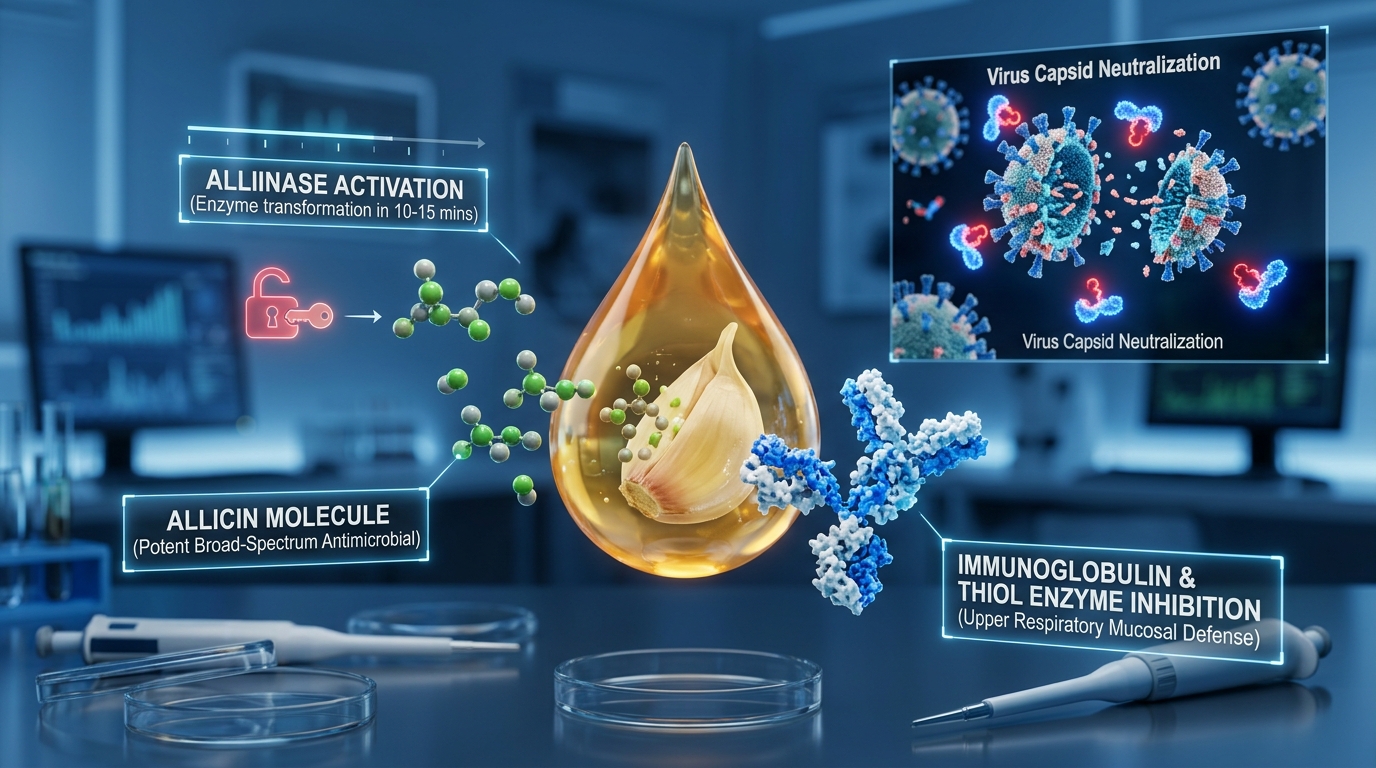 ALLIINASE ACTIVATION
(Enzyme transformation in 10-15 mins)
ALLICIN MOLECULE
(Potent Broad-Spectrum Antimicrobial)
Virus Capsid Neutralization
Virus Capsid Neutralization
IMMUNOGLOBULIN &
THIOL ENZYME INHIBITION
(Upper Respiratory Mucosal Defense)